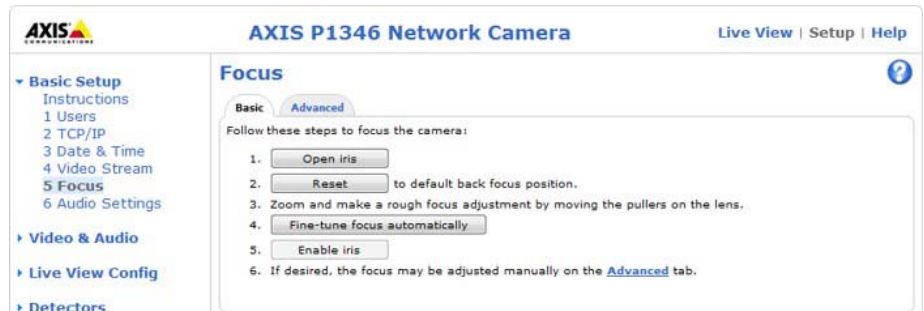 AXIS
COMMUNICATIONS
AXIS P1346 Network Camera
Live View | Setup | Help
Basic Setup
Instructions
1 Users
2 TCP/IP
3 Date & Time
4 Video Stream
5 Focus
6 Audio Settings
Video & Audio
Live View Config
Detectors
Focus
?
Basic
Advanced
Follow these steps to focus the camera:
1. Open iris
2. Reset to default back focus position.
3. Zoom and make a rough focus adjustment by moving the pullers on the lens.
4. Fine-tune focus automatically
5. Enable iris
6. If desired, the focus may be adjusted manually on the Advanced tab.